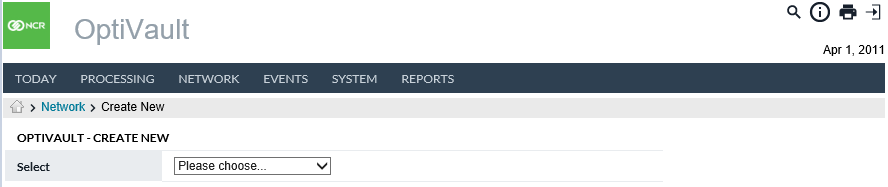 NCR
OptiVault
Apr 1, 2011
TODAY PROCESSING NETWORK EVENTS SYSTEM REPORTS
Network Create New
OPTIVAULT - CREATE NEW
Select Please choose...